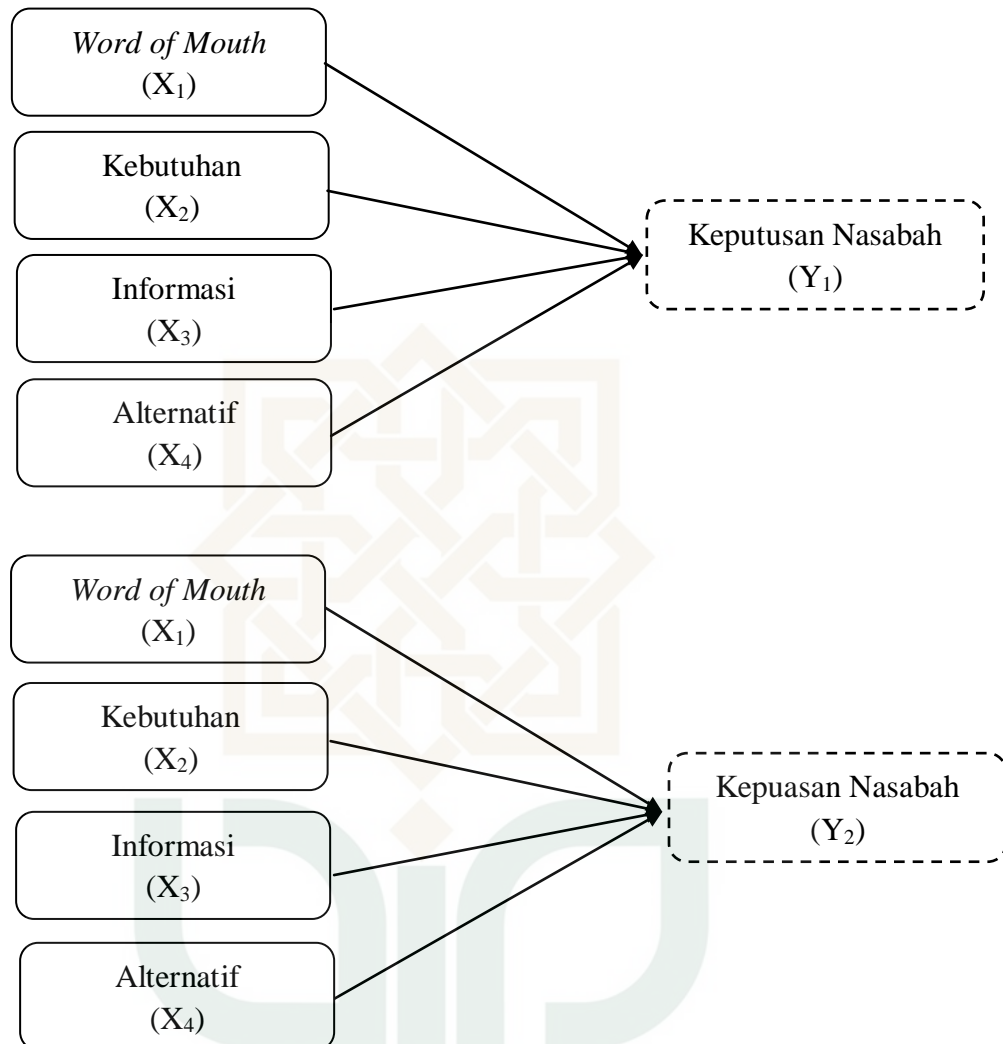 Word of Mouth
(X₁)
Kebutuhan
(X₂)
Informasi
(X₃)
Alternatif
(X₄)
Keputusan Nasabah
(Y₁)
Word of Mouth
(X₁)
Kebutuhan
(X₂)
Informasi
(X₃)
Alternatif
(X₄)
Kepuasan Nasabah
(Y₂)